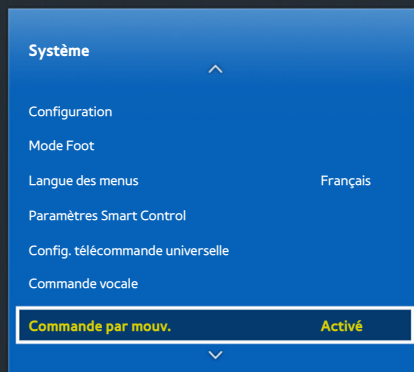 Système
Configuration
Mode Foot
Langue des menus Français
Paramètres Smart Control
Config. télécommande universelle
Commande vocale
Commande par mouv. Activé